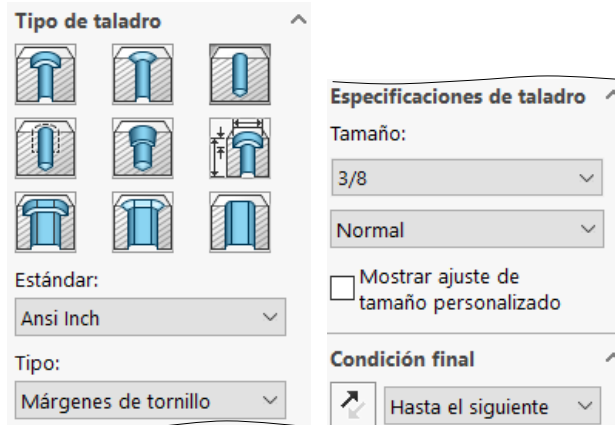 Tipo de taladro
Estándar:
Ansi Inch
Tipo:
Márgenes de tornillo
Especificaciones de taladro
Tamaño:
3/8
Normal
Mostrar ajuste de
tamaño personalizado
Condición final
Hasta el siguiente